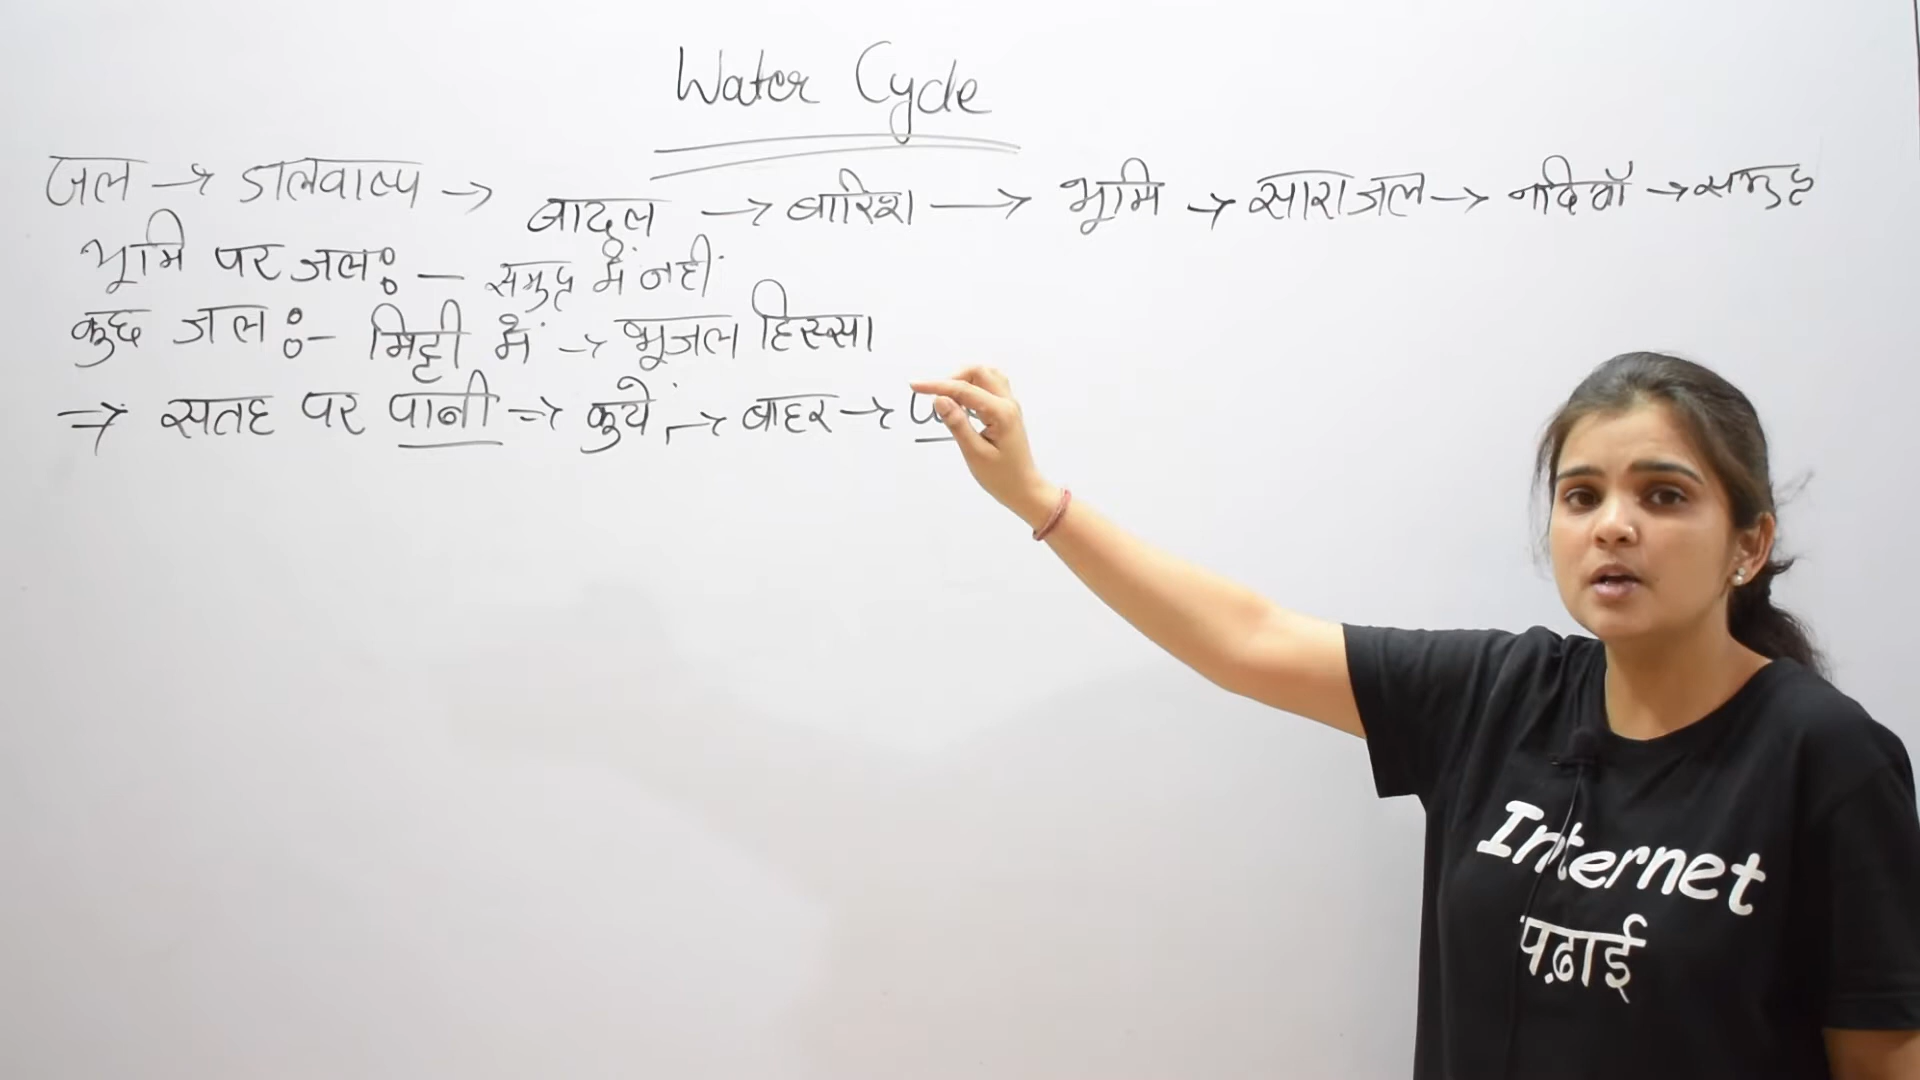 Water Cycle
जल → जलवाष्प → बादल → बारिश → भूमि → सारा जल → नदियाँ → समुद्र
भूमि पर जल :- समुद्र में नहीं
कुछ जल :- मिट्टी में → भूजल हिस्सा
⇒ सतह पर पानी ⇒ कुयें → बाहर →
Internet
पढ़ाई